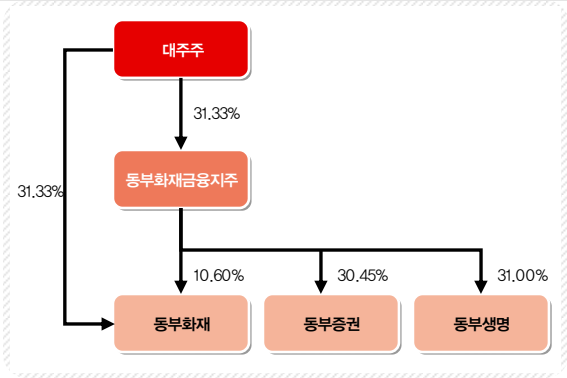 대주주
31.33%
동부화재금융지주
31.33%
10.60%
30.45%
31.00%
동부화재
동부증권
동부생명